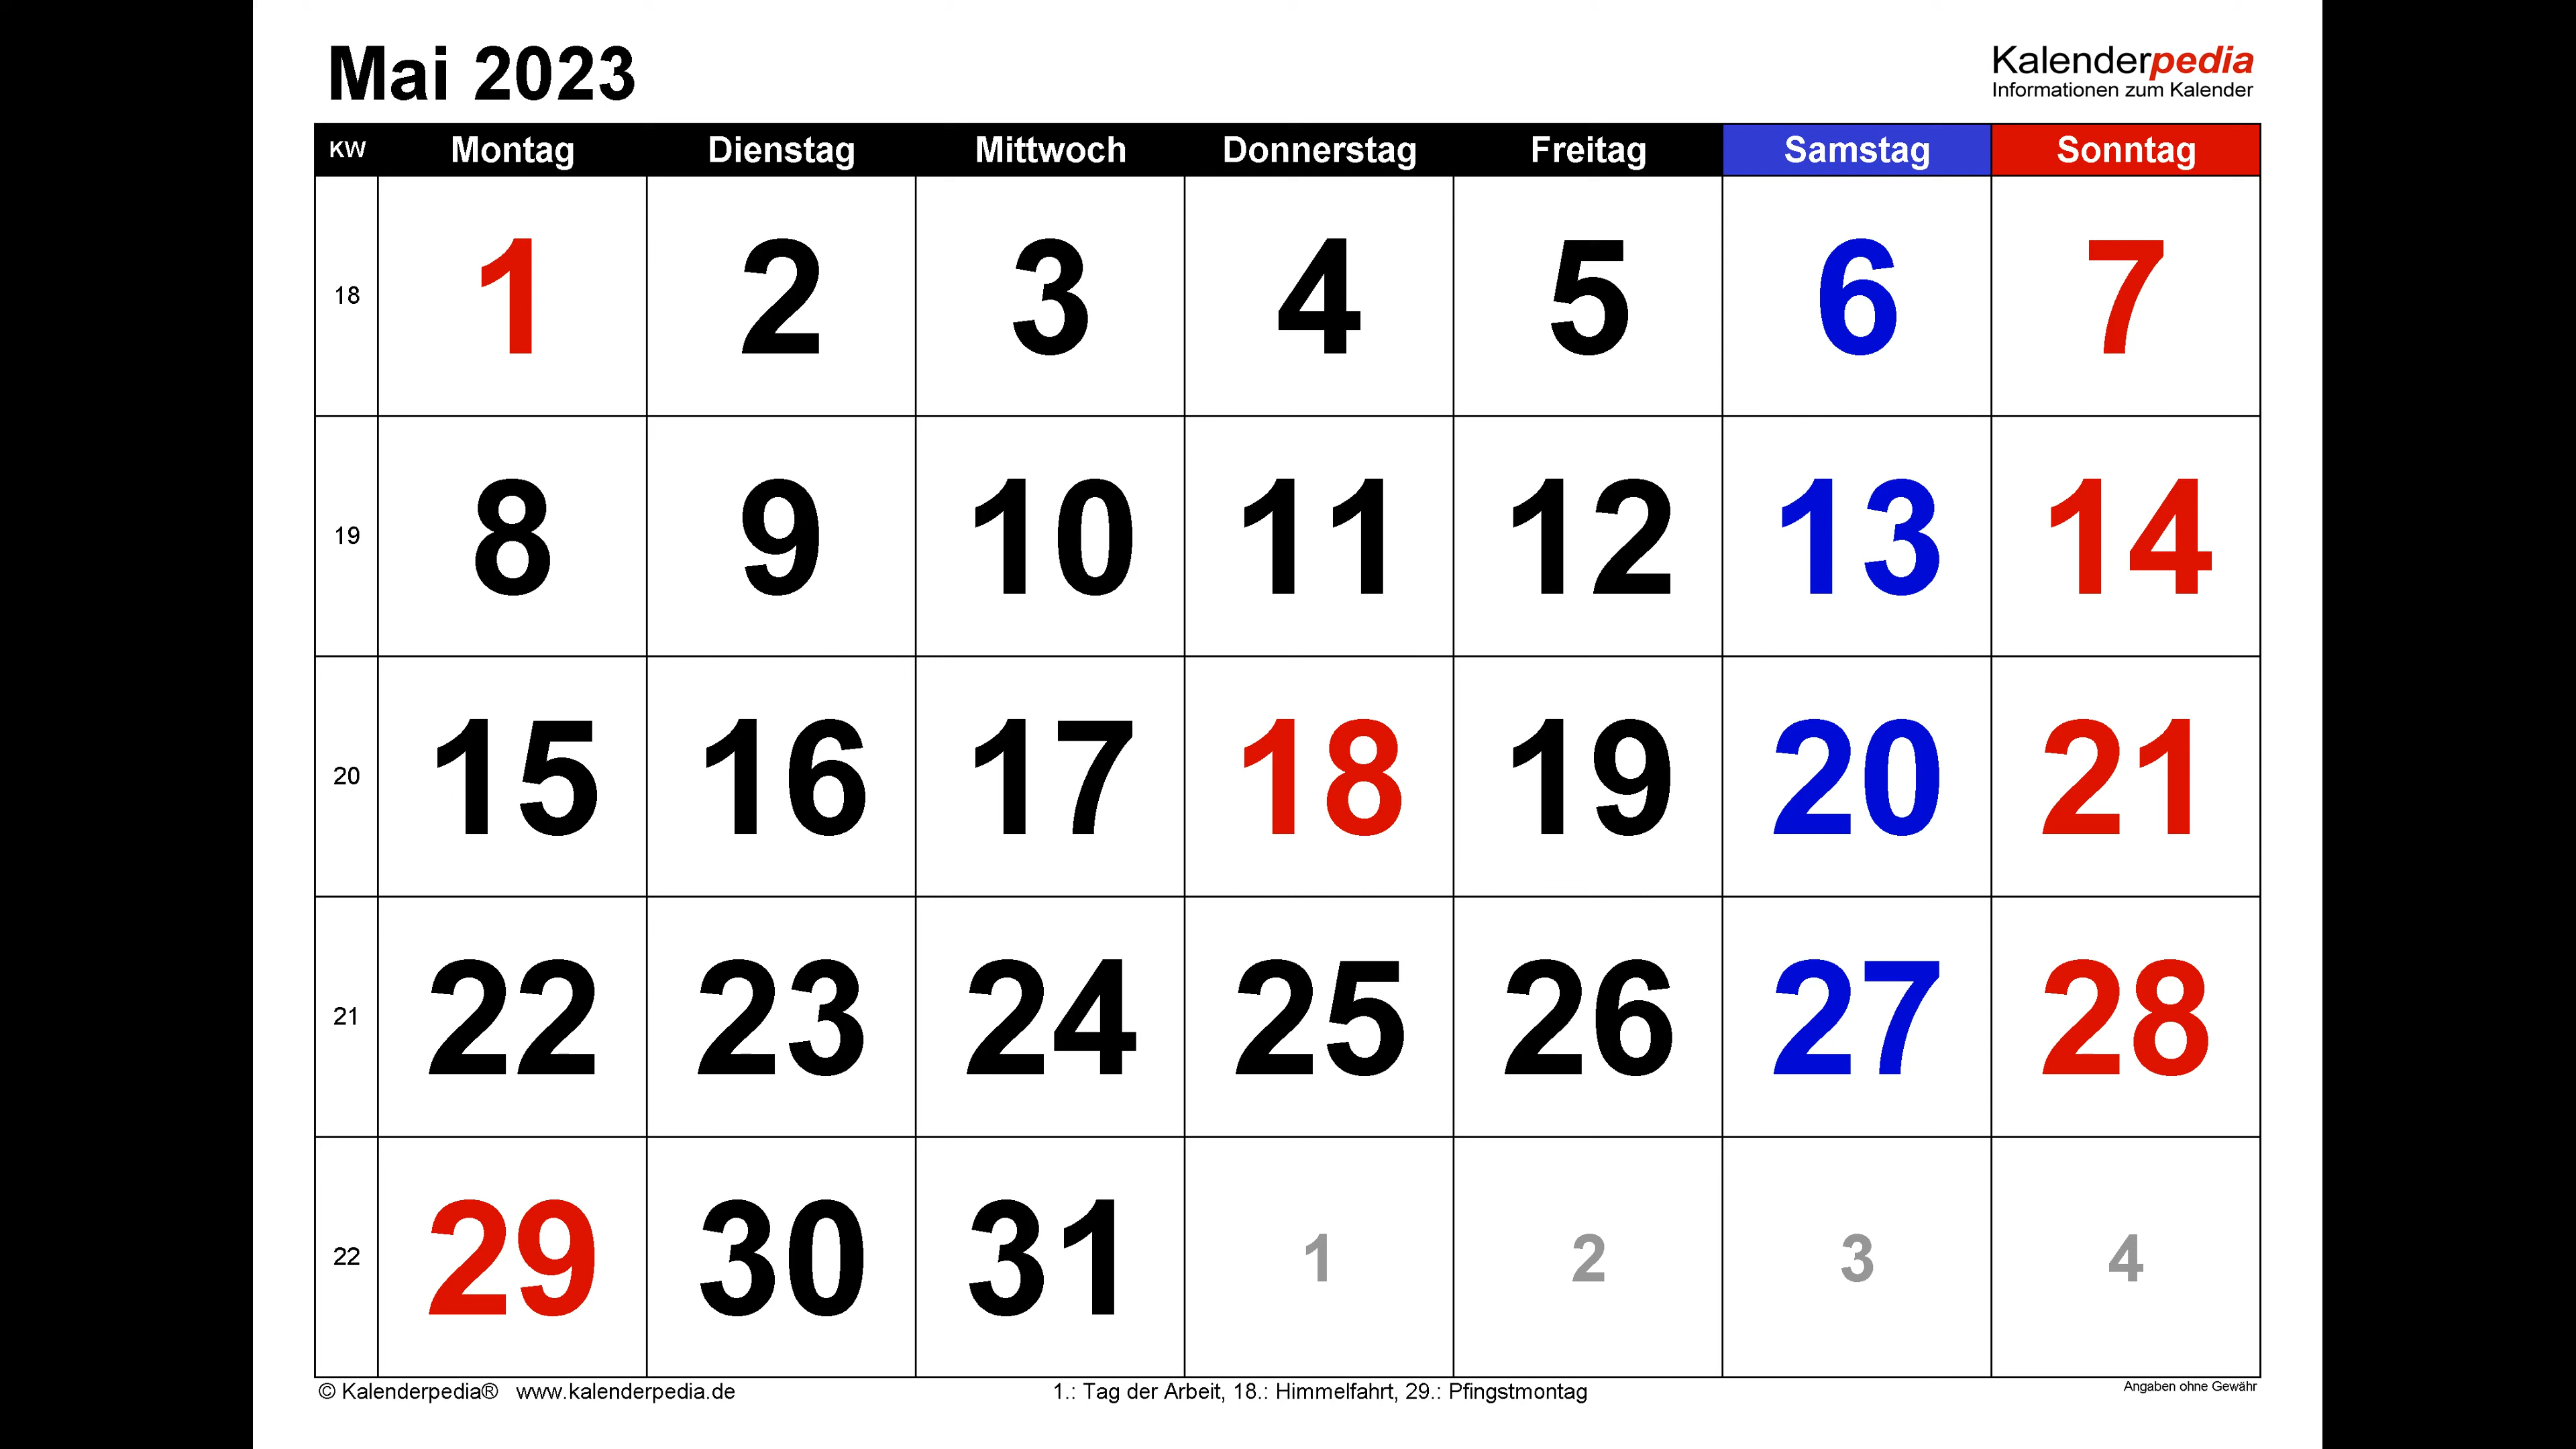 Mai 2023
Kalenderpedia
Informationen zum Kalender
KW Montag Dienstag Mittwoch Donnerstag Freitag Samstag Sonntag
18 1 2 3 4 5 6 7
19 8 9 10 11 12 13 14
20 15 16 17 18 19 20 21
21 22 23 24 25 26 27 28
22 29 30 31 1 2 3 4
© Kalenderpedia® www.kalenderpedia.de 1.: Tag der Arbeit, 18.: Himmelfahrt, 29.: Pfingstmontag Angaben ohne Gewähr